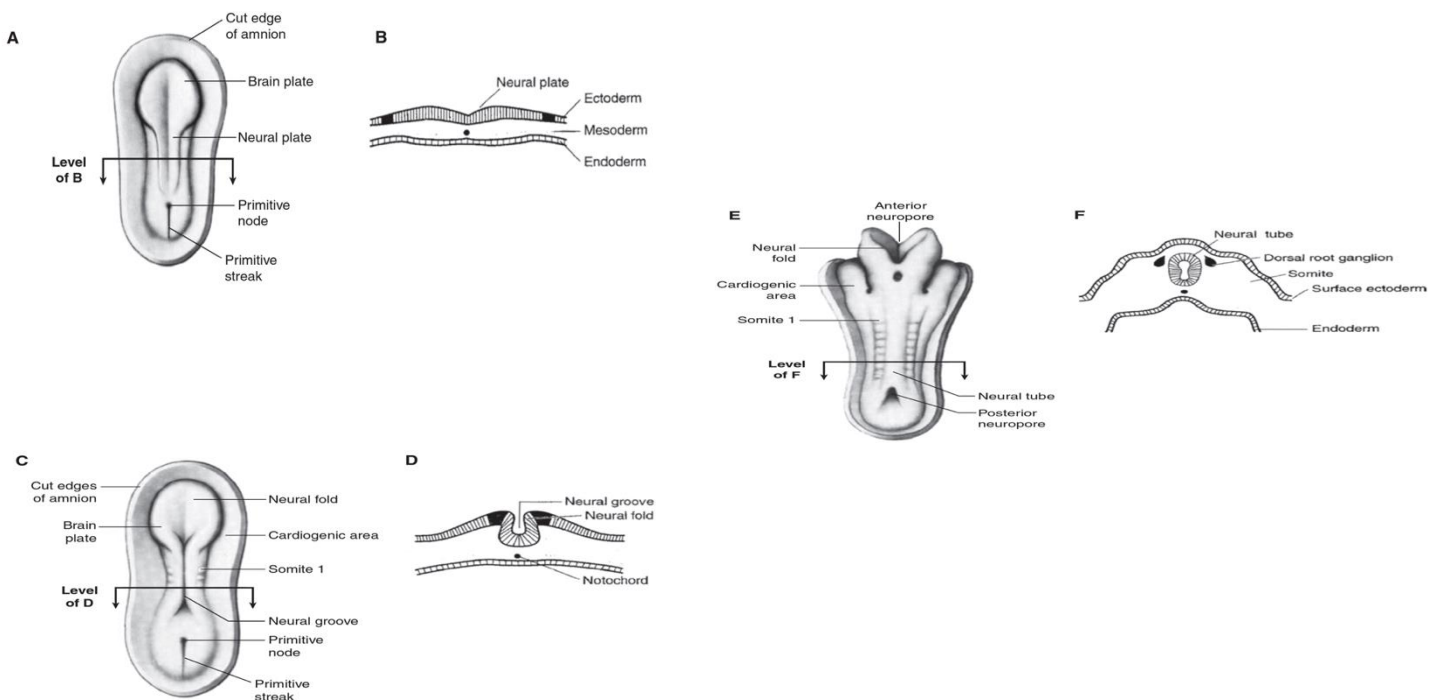 A
Cut edge
of amnion
Brain plate
Neural plate
Level
of B
Primitive
node
Primitive
streak
B
Neural plate
Ectoderm
Mesoderm
Endoderm
C
Cut edges
of amnion
Neural fold
Brain
plate
Cardiogenic area
Somite 1
Level
of D
Neural groove
Primitive
node
Primitive
streak
D
Neural groove
Neural fold
Notochord
E
Anterior
neuropore
Neural
fold
Cardiogenic
area
Somite 1
Level
of F
Neural tube
Posterior
neuropore
F
Neural tube
Dorsal root ganglion
Somite
Surface ectoderm
Endoderm